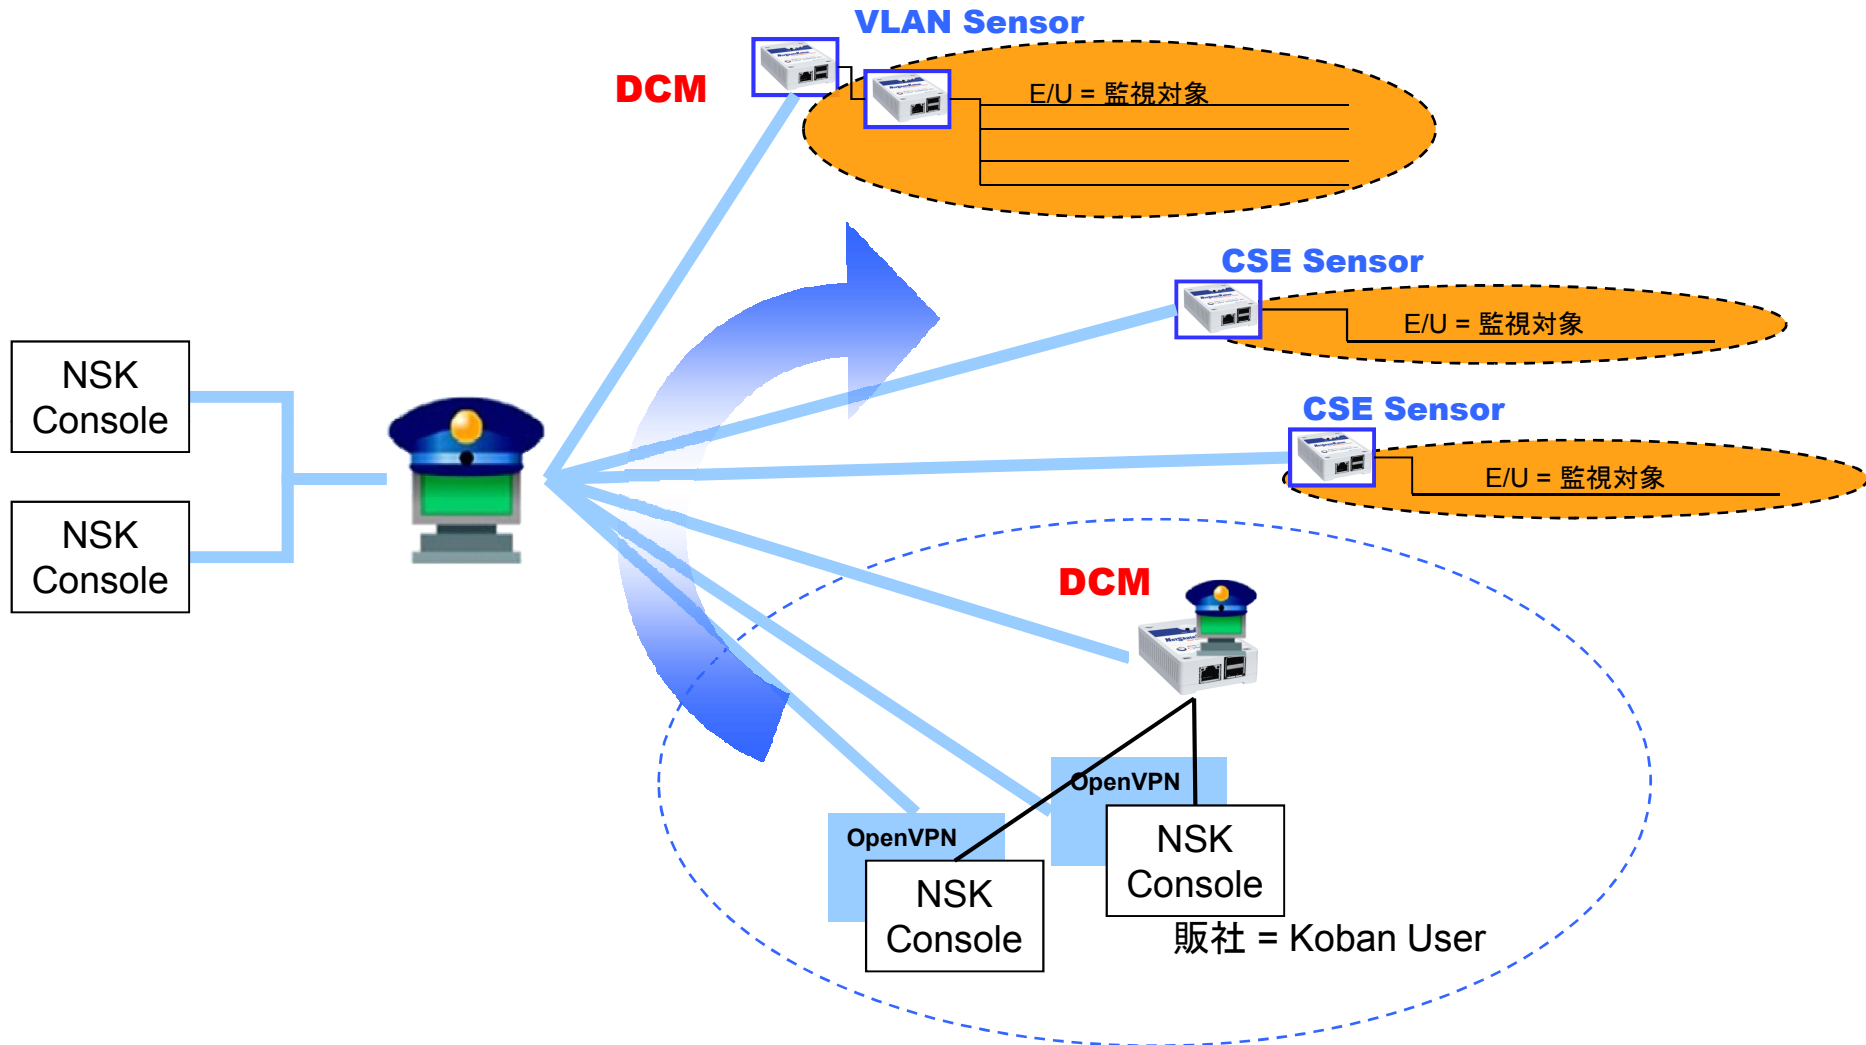 VLAN Sensor
DCM
E/U = 監視対象
CSE Sensor
E/U = 監視対象
NSK
Console
CSE Sensor
E/U = 監視対象
NSK
Console
DCM
OpenVPN
OpenVPN
NSK
Console
NSK
Console
販社 = Koban User